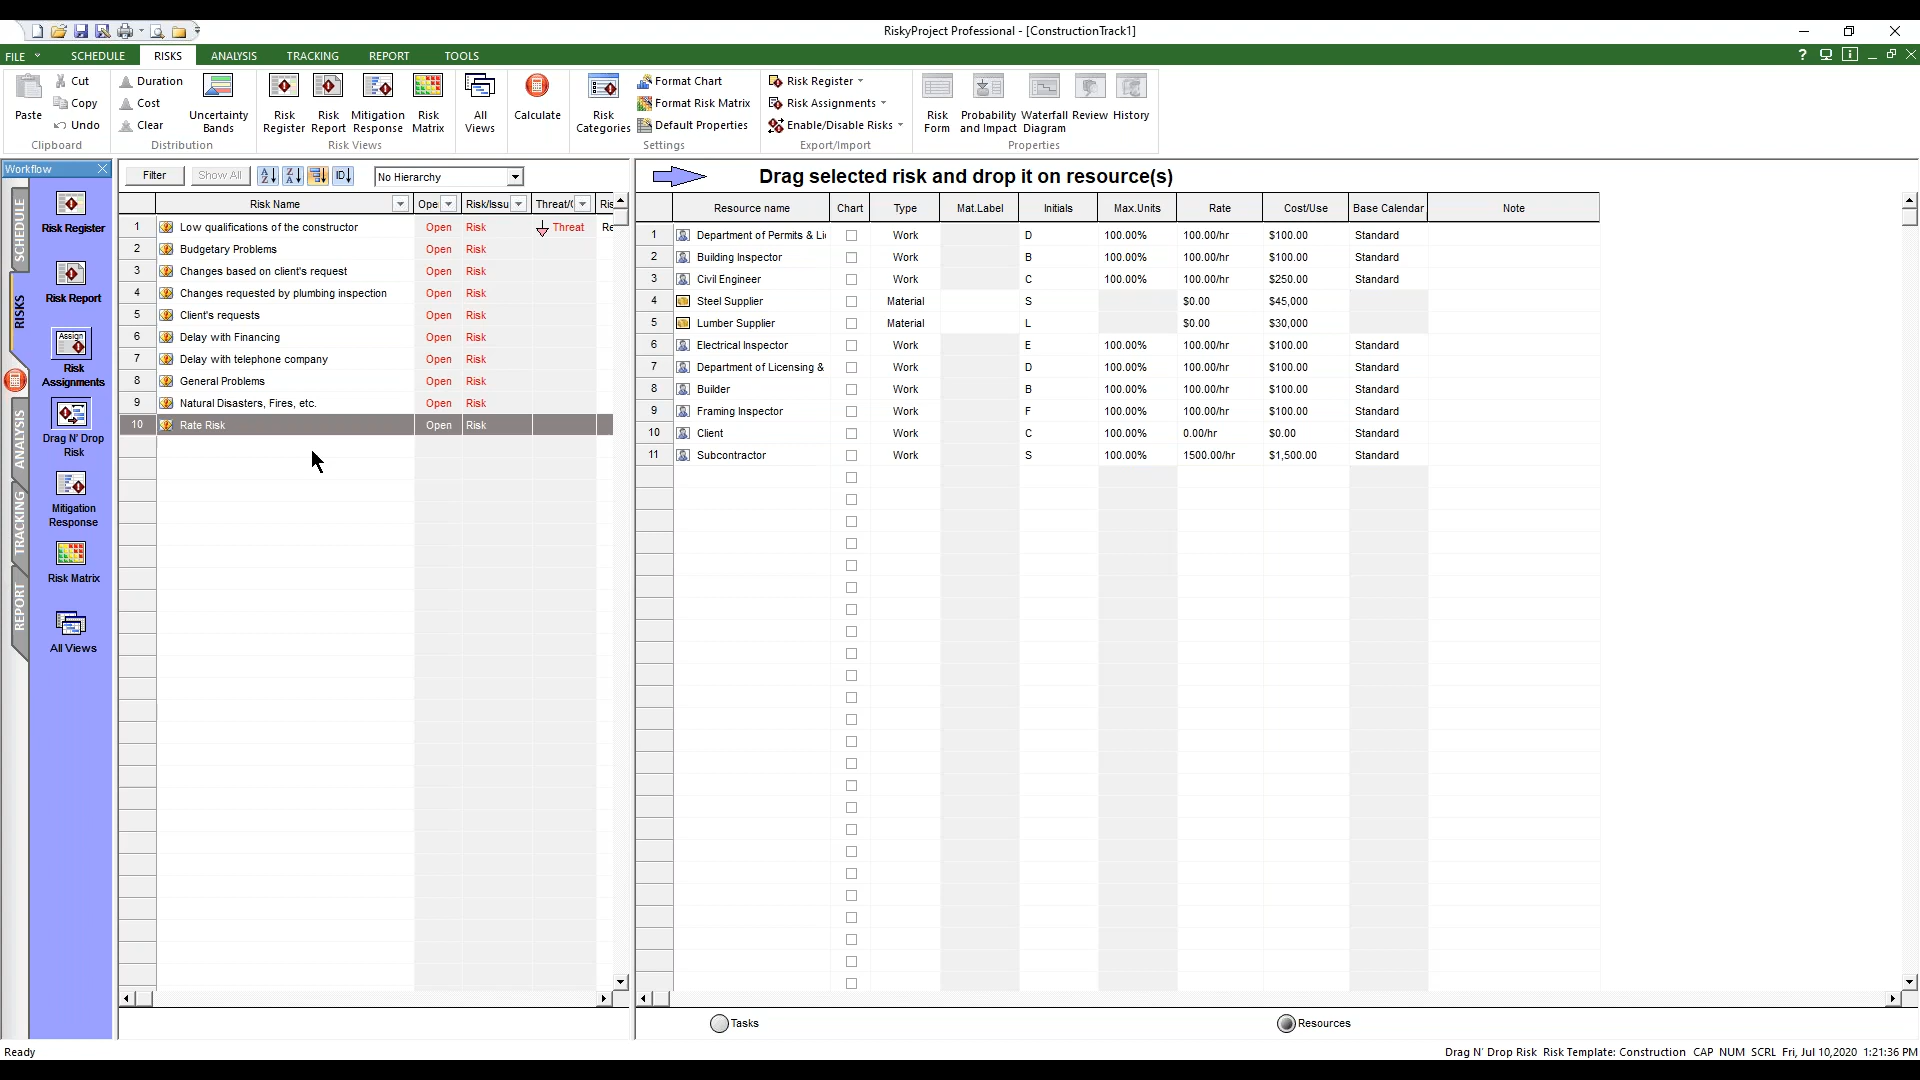 RiskyProject Professional - [ConstructionTrack1]
FILE SCHEDULE RISKS ANALYSIS TRACKING REPORT TOOLS
Paste Cut Copy Undo
Clipboard
Duration Cost Clear Uncertainty Bands
Distribution
Risk Register Risk Report Mitigation Response Risk Matrix
Risk Views
All Views
Calculate
Risk Categories Format Chart Format Risk Matrix Default Properties
Settings
Risk Register Risk Assignments Enable/Disable Risks
Export/Import
Risk Form Probability and Impact Waterfall Diagram Review History
Properties
Workflow
SCHEDULE
RISKS
ANALYSIS
TRACKING
REPORT
Risk Register
Risk Report
Assign
Risk Assignments
Drag N' Drop Risk
Mitigation Response
Risk Matrix
All Views
Filter Show All No Hierarchy
Risk Name Ope Risk/Issu Threat/( Ris
1 Low qualifications of the constructor Open Risk Threat Re
2 Budgetary Problems Open Risk
3 Changes based on client's request Open Risk
4 Changes requested by plumbing inspection Open Risk
5 Client's requests Open Risk
6 Delay with Financing Open Risk
7 Delay with telephone company Open Risk
8 General Problems Open Risk
9 Natural Disasters, Fires, etc. Open Risk
10 Rate Risk Open Risk
Drag selected risk and drop it on resource(s)
Resource name Chart Type Mat.Label Initials Max.Units Rate Cost/Use Base Calendar Note
1 Department of Permits & Li Work D 100.00% 100.00/hr $100.00 Standard
2 Building Inspector Work B 100.00% 100.00/hr $100.00 Standard
3 Civil Engineer Work C 100.00% 100.00/hr $250.00 Standard
4 Steel Supplier Material S $0.00 $45,000
5 Lumber Supplier Material L $0.00 $30,000
6 Electrical Inspector Work E 100.00% 100.00/hr $100.00 Standard
7 Department of Licensing & Work D 100.00% 100.00/hr $100.00 Standard
8 Builder Work B 100.00% 100.00/hr $100.00 Standard
9 Framing Inspector Work F 100.00% 100.00/hr $100.00 Standard
10 Client Work C 100.00% 0.00/hr $0.00 Standard
11 Subcontractor Work S 100.00% 1500.00/hr $1,500.00 Standard
Tasks Resources
Ready Drag N' Drop Risk Risk Template: Construction CAP NUM SCRL Fri, Jul 10,2020 1:21:36 PM